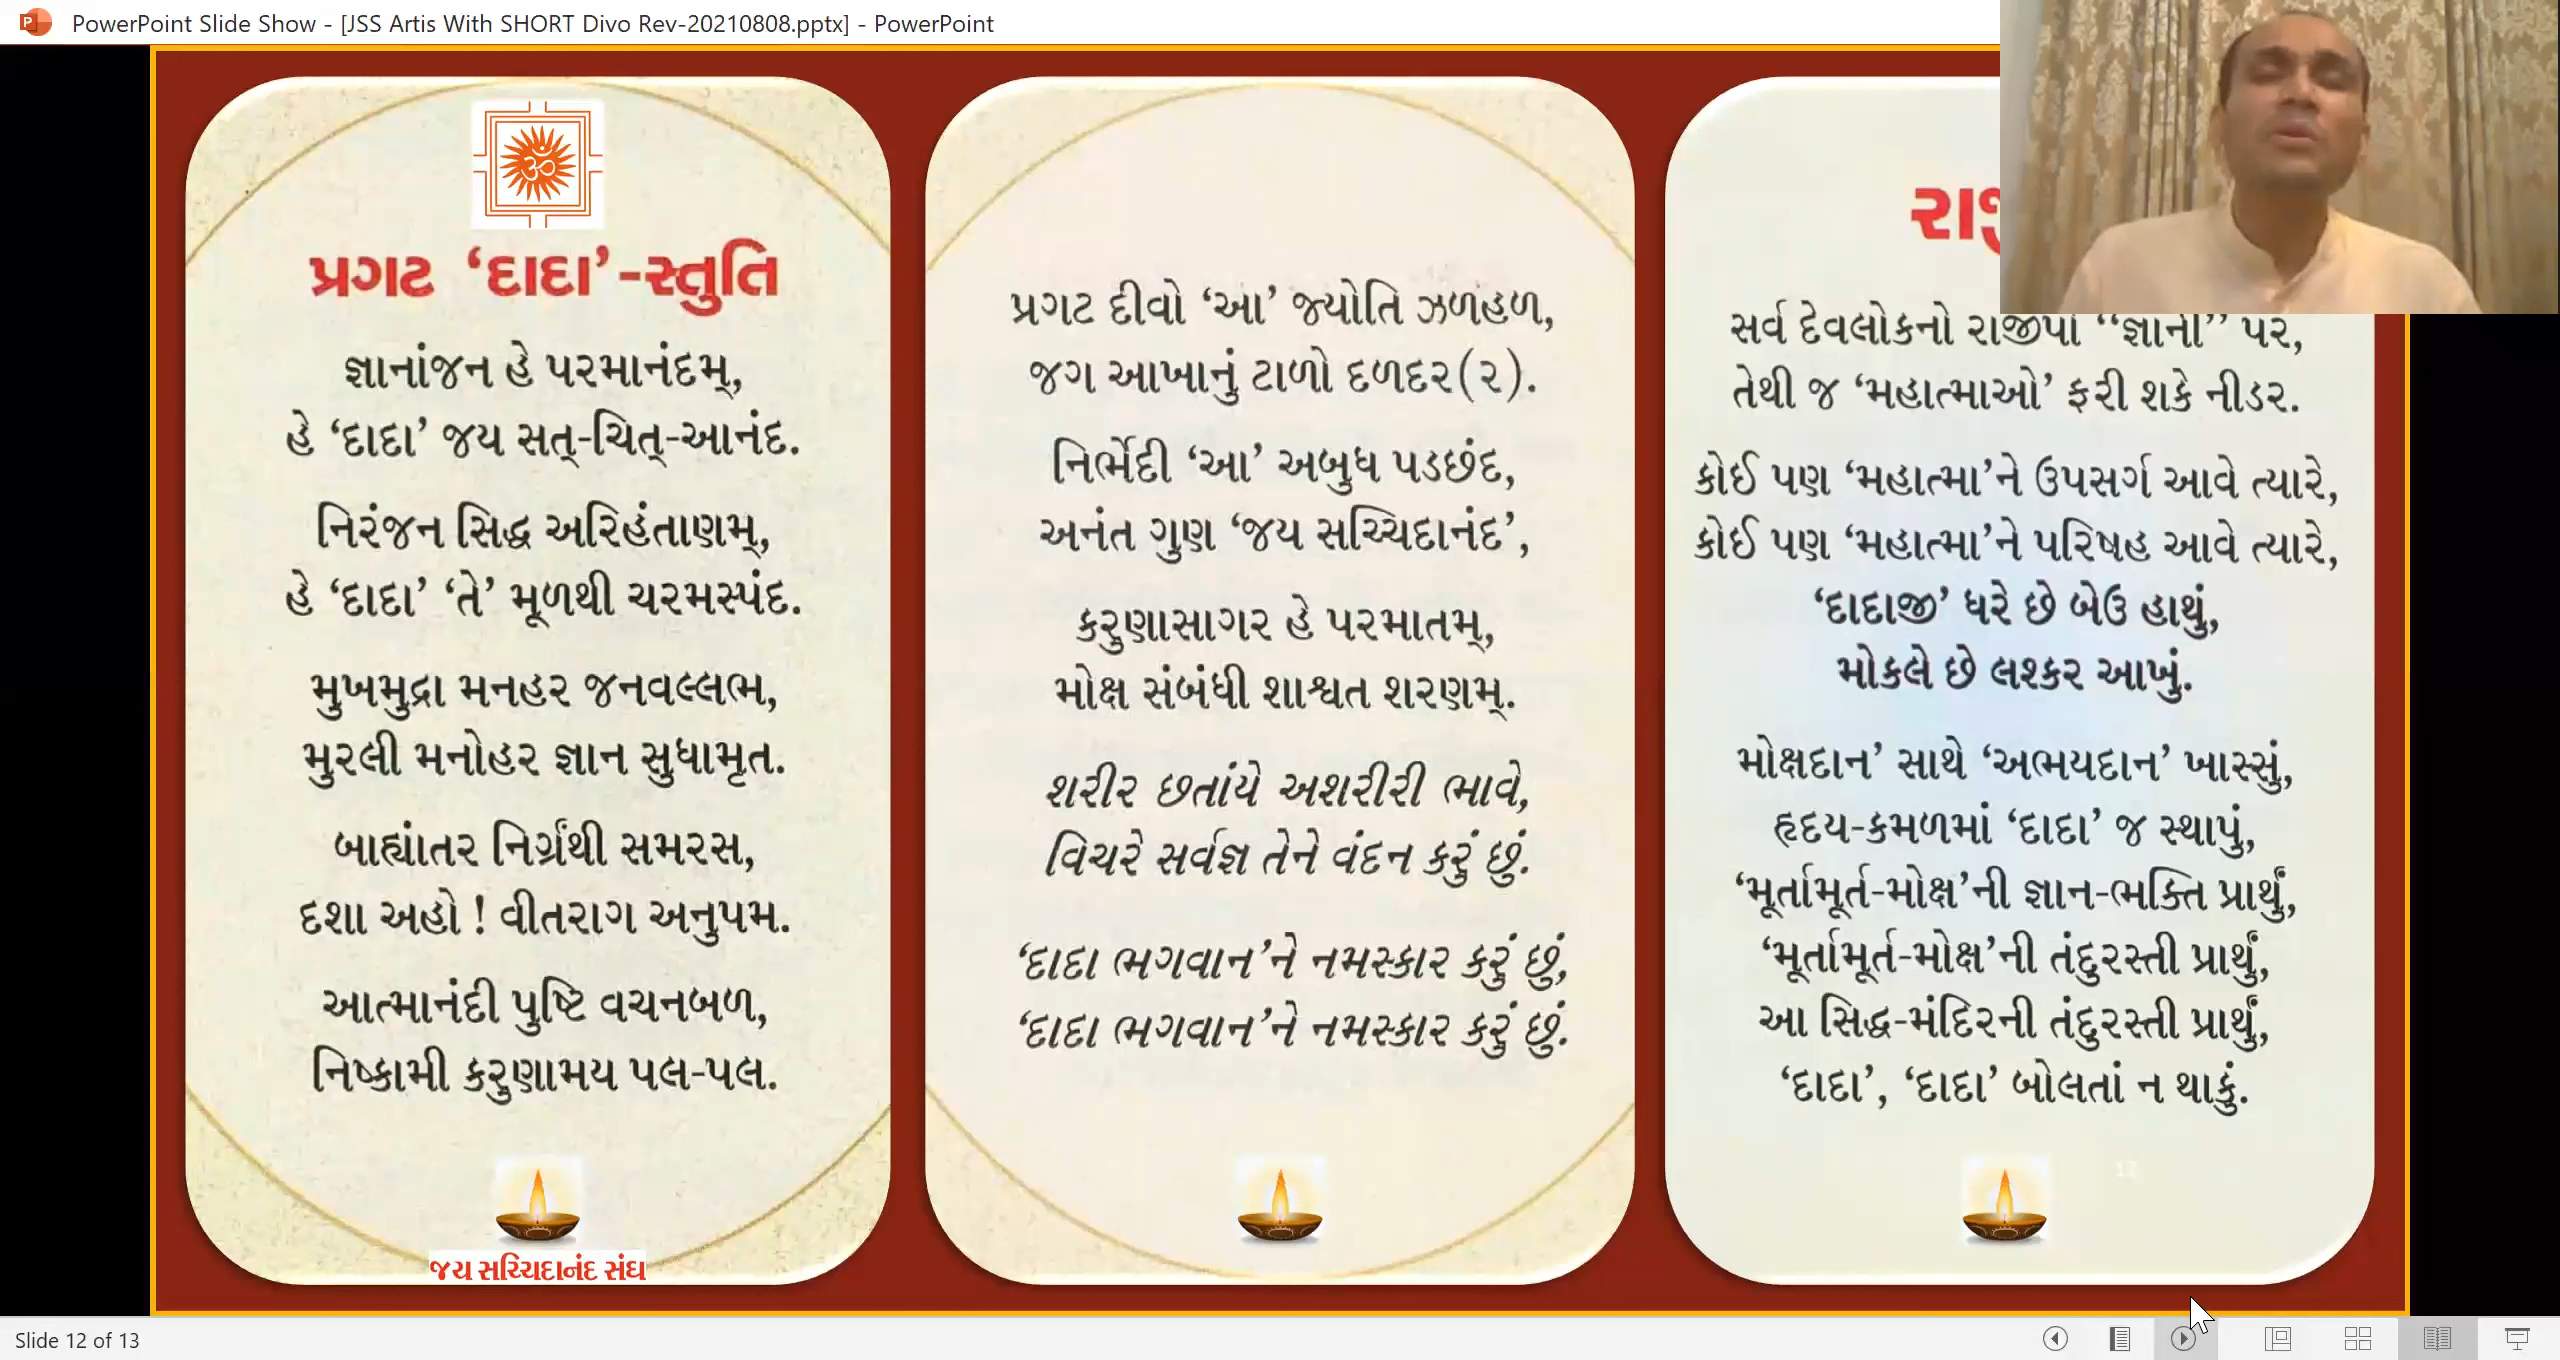 PowerPoint Slide Show - [JSS Artis With SHORT Divo Rev-20210808.pptx] - PowerPoint
ૐ
પ્રગટ ‘દાદા’-સ્તુતિ
જ્ઞાનાંજન હે પરમાનંદમ્,
હે ‘દાદા’ જય સત્-ચિત્-આનંદ.
નિરંજન સિદ્ધ અરિહંતાણમ્,
હે ‘દાદા’ ‘તે’ મૂળથી ચરમસ્પંદ.
મુખમુદ્રા મનહર જનવલ્લભ,
મુરલી મનોહર જ્ઞાન સુધામૃત.
બાહ્યાંતર નિર્ગ્રંથી સમરસ,
દશા અહો ! વીતરાગ અનુપમ.
આત્માનંદી પુષ્ટિ વચનબળ,
નિષ્કામી કરુણામય પલ-પલ.
જય સચ્ચિદાનંદ સંઘ
પ્રગટ દીવો ‘આ’ જ્યોતિ ઝળહળ,
જગ આખાનું ટાળો દળદર(૨).
નિર્ભેદી ‘આ’ અબુધ પડછંદ,
અનંત ગુણ ‘જય સચ્ચિદાનંદ’,
કરુણાસાગર હે પરમાતમ્,
મોક્ષ સંબંધી શાશ્વત શરણમ્.
શરીર છતાંયે અશરીરી ભાવે,
વિચરે સર્વજ્ઞ તેને વંદન કરું છું.
‘દાદા ભગવાન’ને નમસ્કાર કરું છું,
‘દાદા ભગવાન’ને નમસ્કાર કરું છું.
સર્વ દેવલોકનો રાજીપો “જ્ઞાની” પર,
તેથી જ ‘મહાત્માઓ’ ફરી શકે નીડર.
કોઈ પણ ‘મહાત્મા’ને ઉપસર્ગ આવે ત્યારે,
કોઈ પણ ‘મહાત્મા’ને પરિષહ આવે ત્યારે,
‘દાદાજી’ ધરે છે બેઉ હાથું,
મોકલે છે લશ્કર આખું.
મોક્ષદાન’ સાથે ‘અભયદાન’ ખાસ્સું,
હૃદય-કમળમાં ‘દાદા’ જ સ્થાપું,
‘મૂર્તામૂર્ત-મોક્ષ’ની જ્ઞાન-ભક્તિ પ્રાર્થું,
‘મૂર્તામૂર્ત-મોક્ષ’ની તંદુરસ્તી પ્રાર્થું,
આ સિદ્ધ-મંદિરની તંદુરસ્તી પ્રાર્થું,
‘દાદા’, ‘દાદા’ બોલતાં ન થાકું.
12
Slide 12 of 13